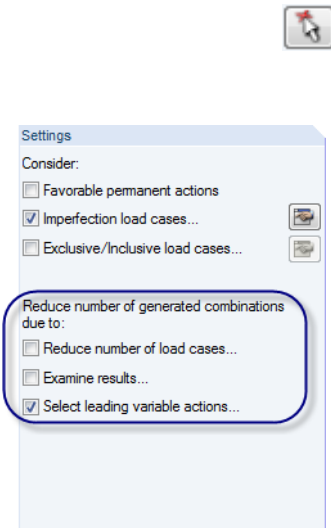 Settings
Consider:
Favorable permanent actions
Imperfection load cases...
Exclusive/Inclusive load cases...
Reduce number of generated combinations
due to:
Reduce number of load cases...
Examine results...
Select leading variable actions...